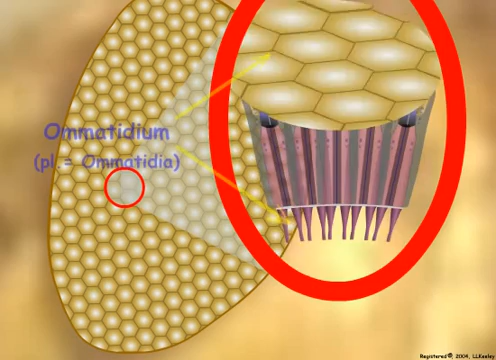 Ommatidium
(pl.= Ommatidia)
Registered©, 2004, LLKeeley